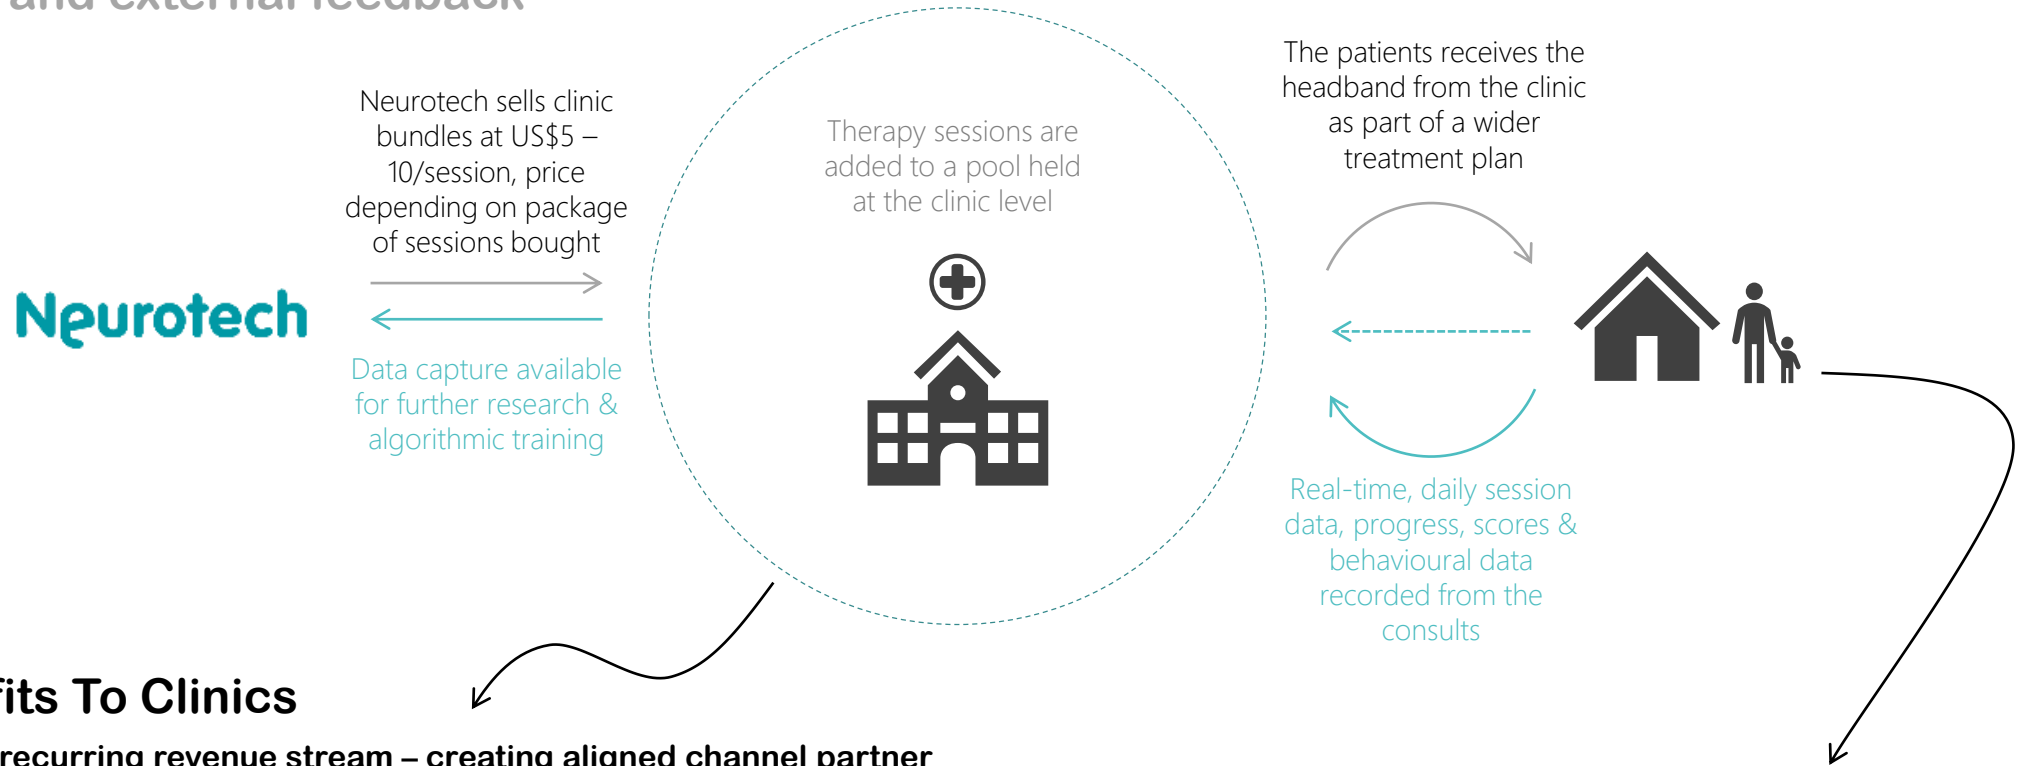 and external feedback
The patients receives the
headband from the clinic
as part of a wider
treatment plan
Neurotech sells clinic
bundles at US$5 –
10/session, price
depending on package
of sessions bought
Therapy sessions are
added to a pool held
at the clinic level
Neurotech
Data capture available
for further research &
algorithmic training
Real-time, daily session
data, progress, scores &
behavioural data
recorded from the
consults
fits To Clinics
recurring revenue stream – creating aligned channel partner